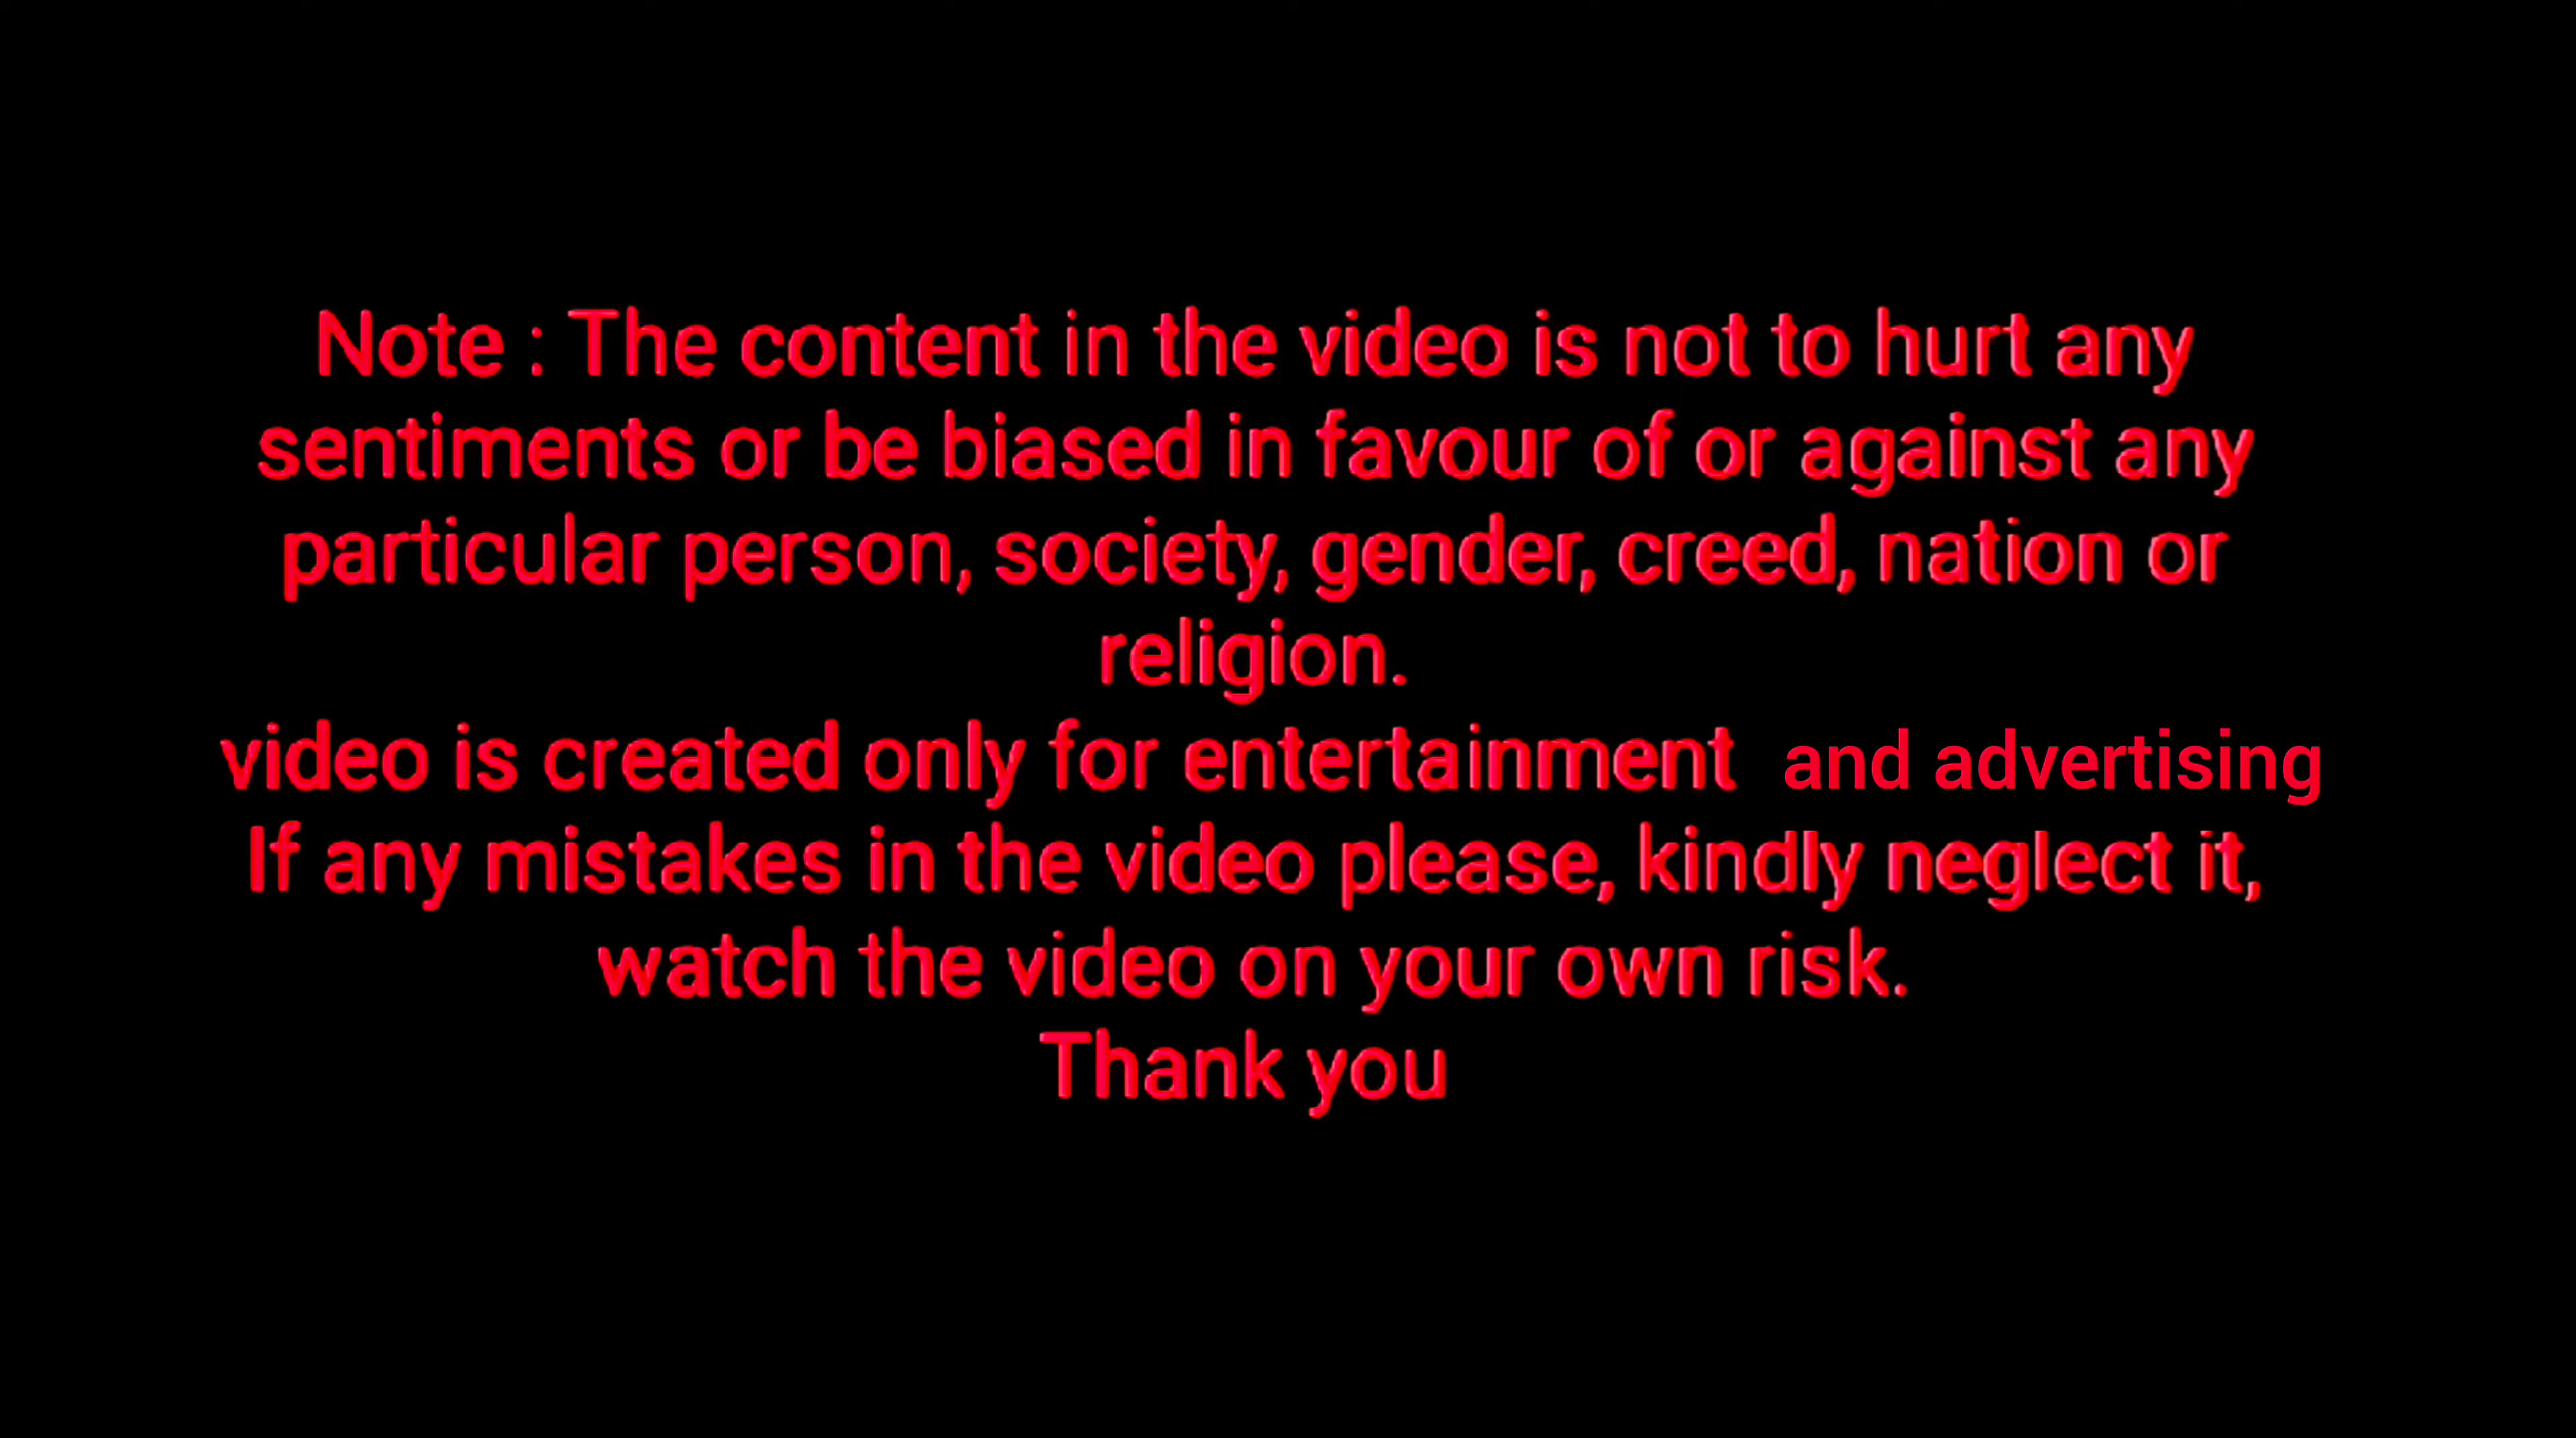 Note : The content in the video is not to hurt any
sentiments or be biased in favour of or against any
particular person, society, gender, creed, nation or
religion.
video is created only for entertainment and advertising
If any mistakes in the video please, kindly neglect it,
watch the video on your own risk.
Thank you